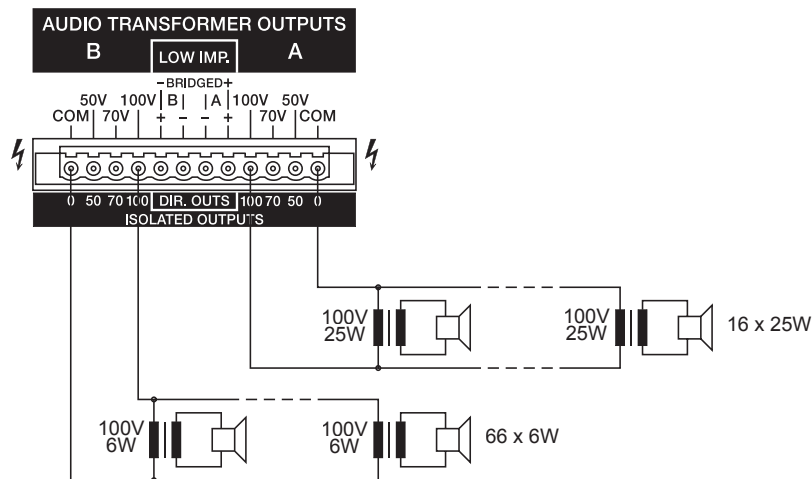 AUDIO TRANSFORMER OUTPUTS
B LOW IMP. A
- BRIDGED +
50V 100V B A 100V 50V
COM 70V + - - + 70V COM
0 50 70 100 DIR. OUTS 100 70 50 0
ISOLATED OUTPUTS
100V
25W
100V
25W
16 x 25W
100V
6W
100V
6W
66 x 6W